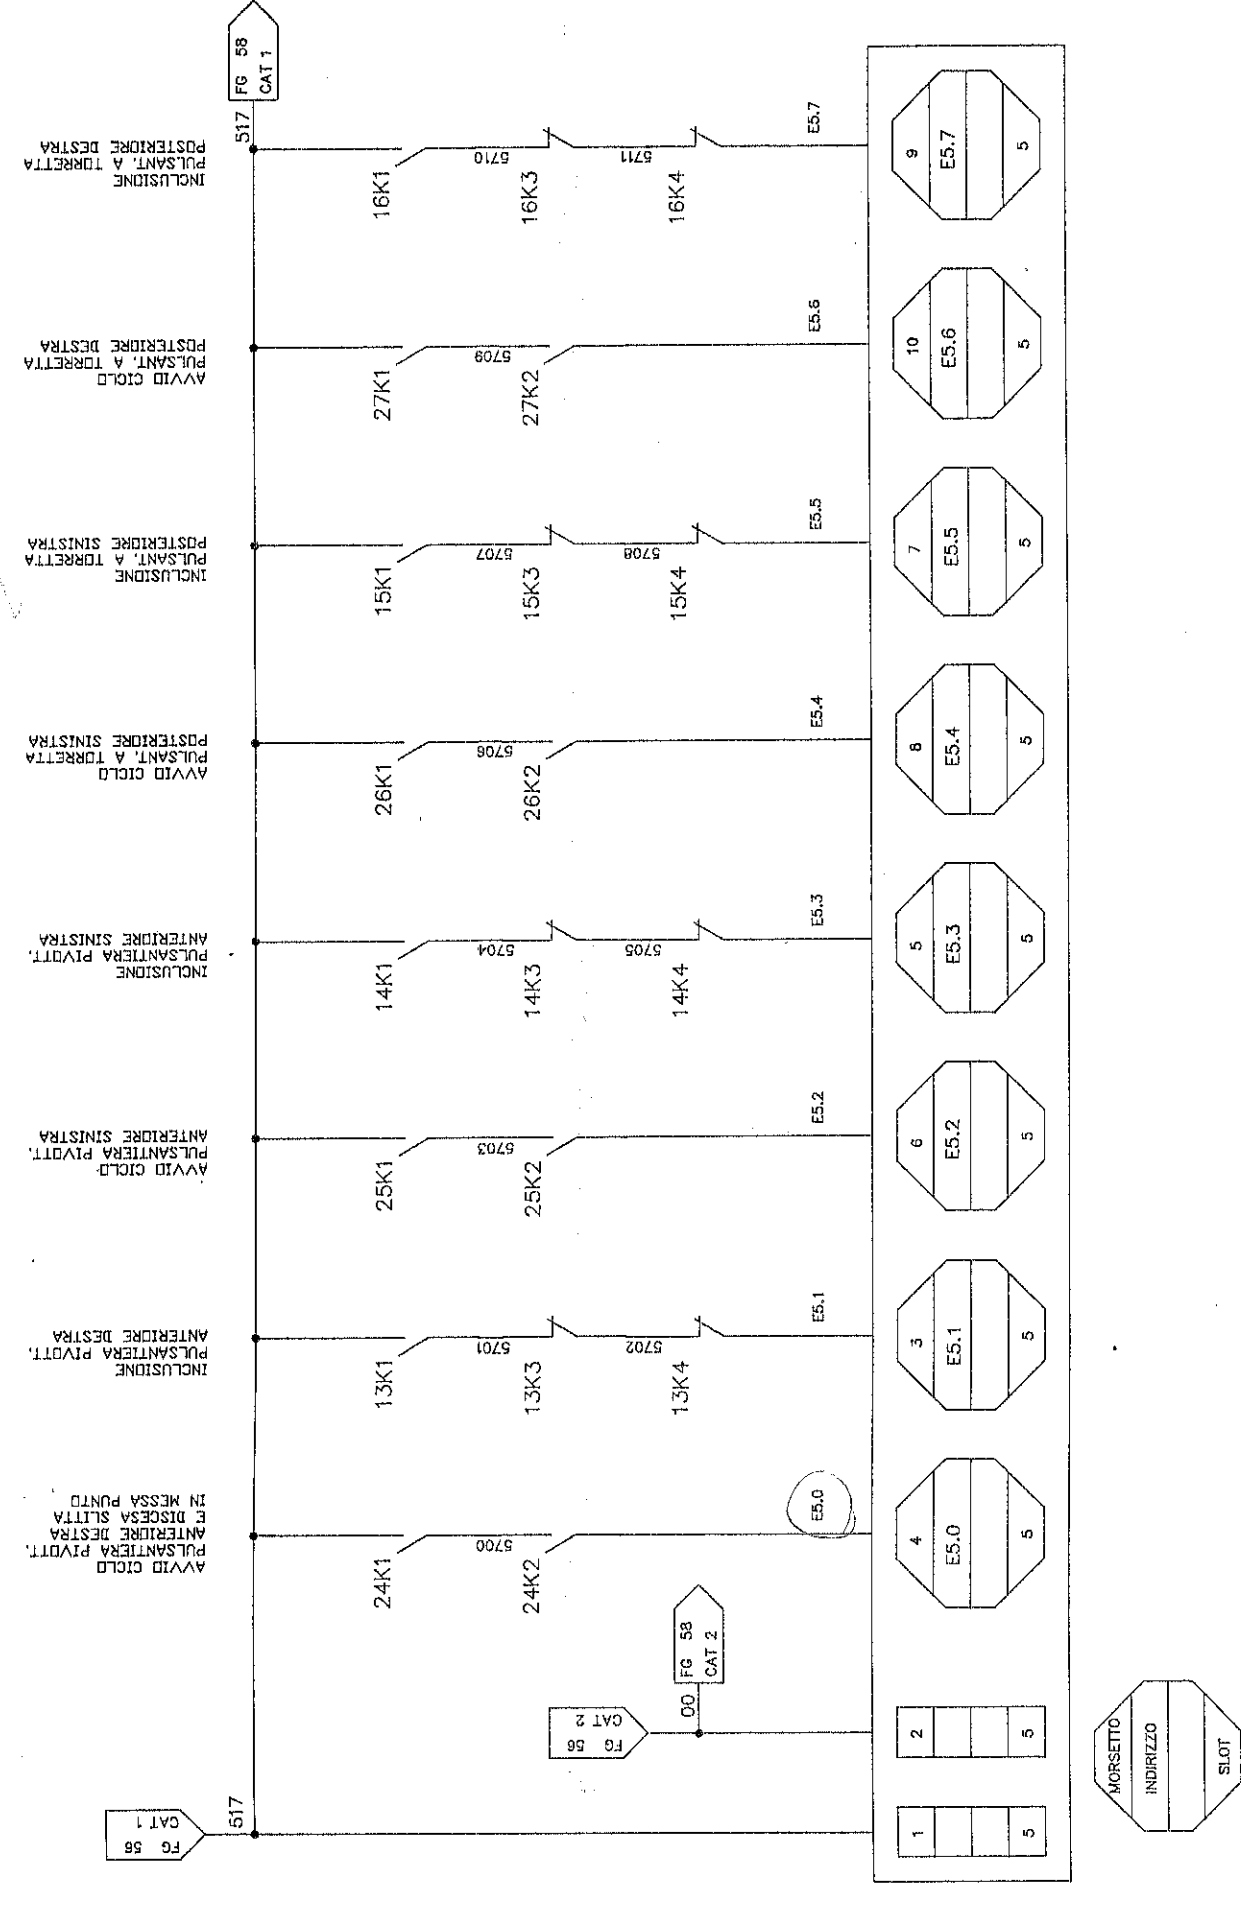 FG 56
CAT 1
517
FG 58
CAT 1
517
FG 56
CAT 2
00
FG 58
CAT 2
AVVIO CICLO
PULSANTIERA PIVOTT.
ANTERIORE DESTRA
E DISCESA SLITTA
IN MESSA PUNTO
24K1
5700
24K2
E5.0
INCLUSIONE
PULSANTIERA PIVOTT.
ANTERIORE DESTRA
13K1
5701
13K3
5702
13K4
E5.1
AVVIO CICLO
PULSANTIERA PIVOTT.
ANTERIORE SINISTRA
25K1
5703
25K2
E5.2
INCLUSIONE
PULSANTIERA PIVOTT.
ANTERIORE SINISTRA
14K1
5704
14K3
5705
14K4
E5.3
AVVIO CICLO
PULSANT. A TORRETTA
POSTERIORE SINISTRA
26K1
5706
26K2
E5.4
INCLUSIONE
PULSANT. A TORRETTA
POSTERIORE SINISTRA
15K1
5707
15K3
5708
15K4
E5.5
AVVIO CICLO
PULSANT. A TORRETTA
POSTERIORE DESTRA
27K1
5709
27K2
E5.6
INCLUSIONE
PULSANT. A TORRETTA
POSTERIORE DESTRA
16K1
5710
16K3
5711
16K4
E5.7
1
5
2
5
4
E5.0
5
3
E5.1
5
6
E5.2
5
5
E5.3
5
8
E5.4
5
7
E5.5
5
10
E5.6
5
9
E5.7
5
MORSETTO
INDIRIZZO
SLOT